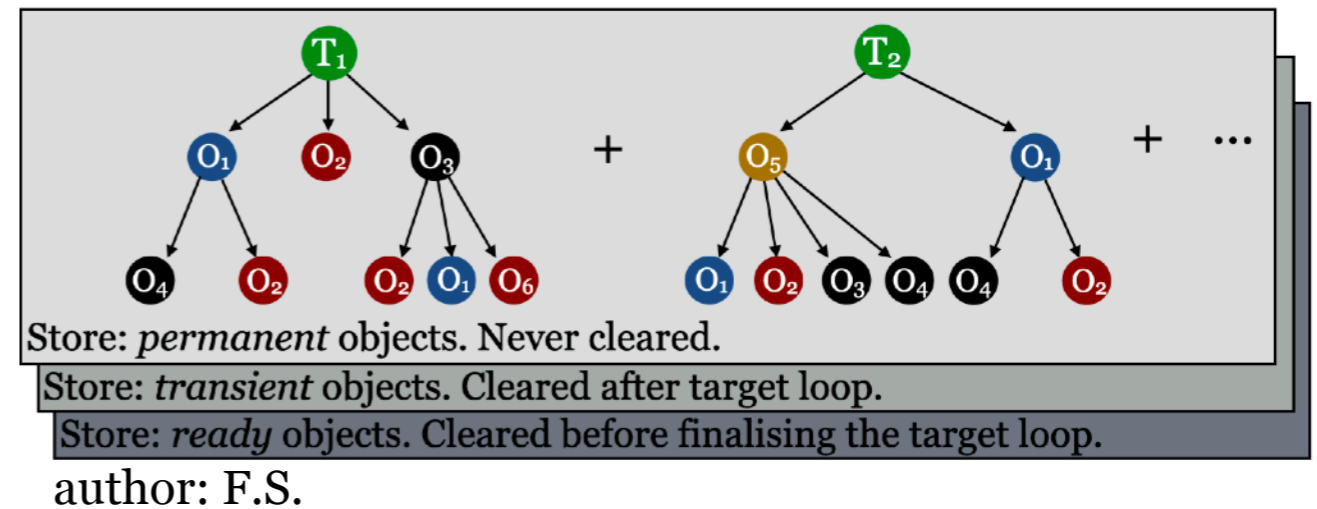 T₁ T₂
O₁ O₂ O₃ + O₅ O₁ + ...
O₄ O₂ O₂ O₁ O₆ O₁ O₂ O₃ O₄ O₄ O₂
Store: permanent objects. Never cleared.
Store: transient objects. Cleared after target loop.
Store: ready objects. Cleared before finalising the target loop.
author: F.S.